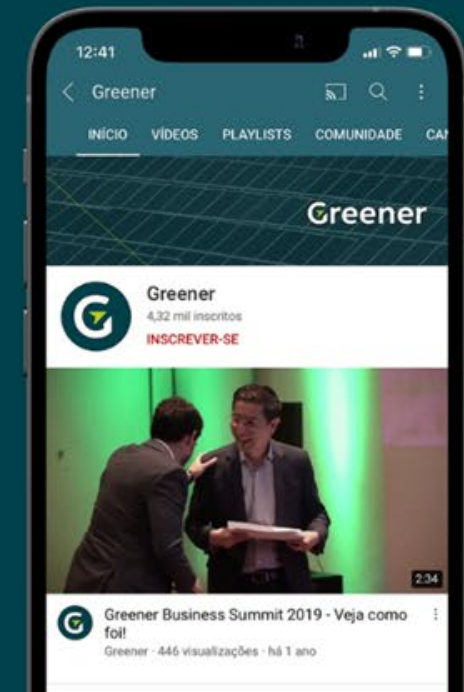 12:41
Greener
INÍCIO VÍDEOS PLAYLISTS COMUNIDADE CAN
Greener
Greener
4,32 mil inscritos
INSCREVER-SE
2:34
Greener Business Summit 2019 - Veja como
foi!
Greener · 446 visualizações · há 1 ano